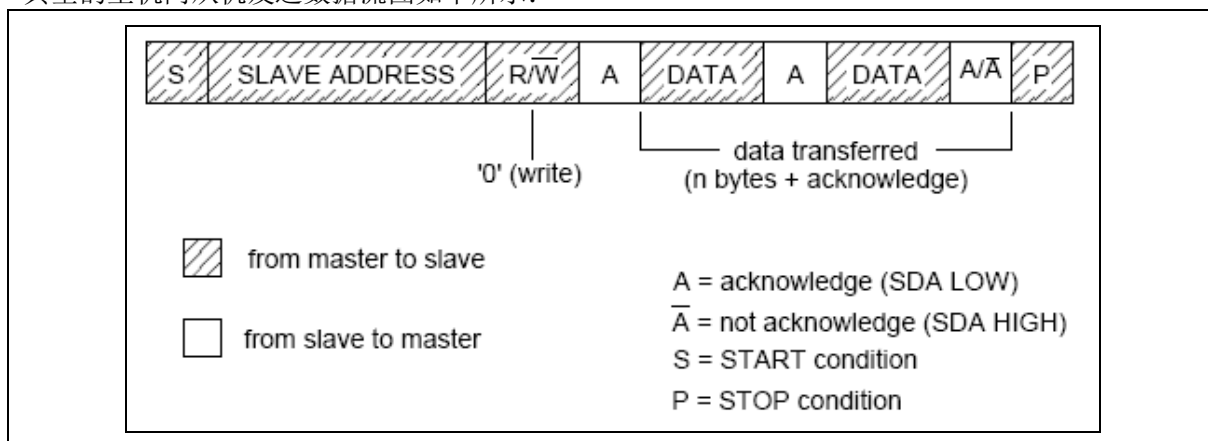 S SLAVE ADDRESS R/W̅ A DATA A DATA A/A̅ P
'0' (write)
data transferred
(n bytes + acknowledge)
from master to slave
from slave to master
A = acknowledge (SDA LOW)
A̅ = not acknowledge (SDA HIGH)
S = START condition
P = STOP condition